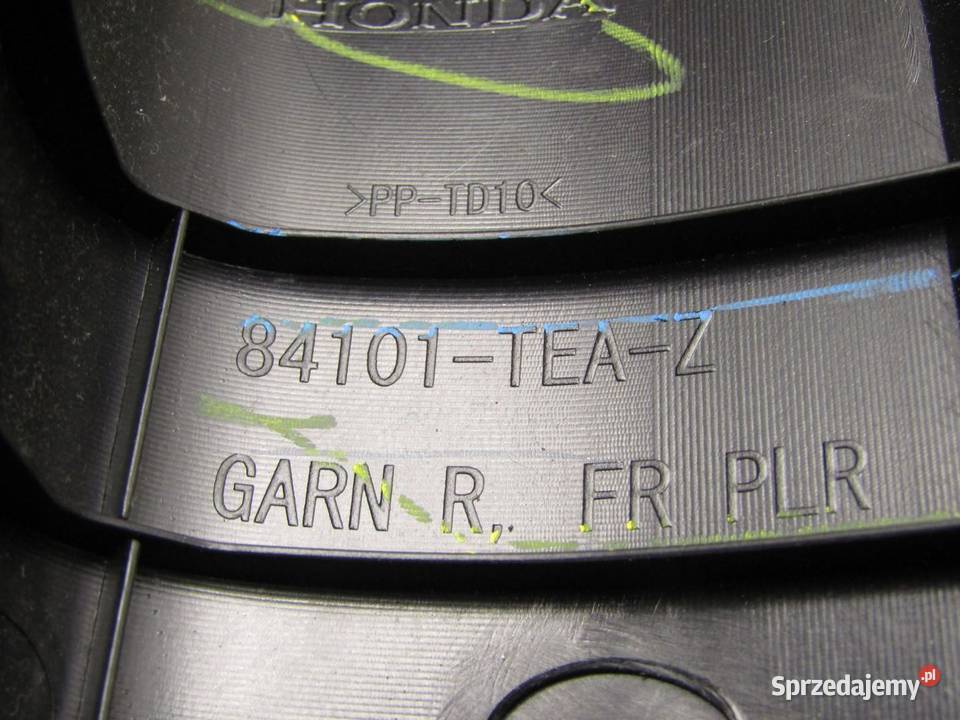 HONDA
>PP-TD10<
84101-TEA-Z
GARN R, FR PLR
Sprzedajemy.pl